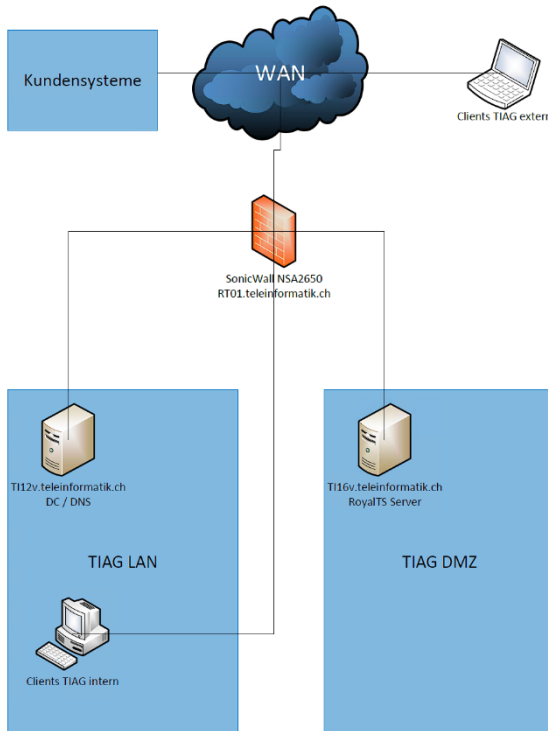 Kundensysteme
WAN
Clients TIAG extern
SonicWall NSA2650
RT01.teleinformatik.ch
TI12v.teleinformatik.ch
DC / DNS
TI16v.teleinformatik.ch
RoyalTS Server
TIAG LAN
TIAG DMZ
Clients TIAG intern